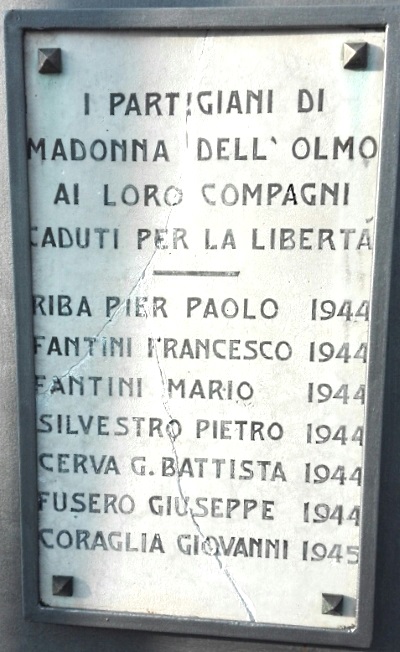 I PARTIGIANI DI
MADONNA DELL' OLMO
AI LORO COMPAGNI
CADUTI PER LA LIBERTÁ
RIBA PIER PAOLO 1944
FANTINI FRANCESCO 1944
FANTINI MARIO 1944
SILVESTRO PIETRO 1944
CERVA G. BATTISTA 1944
FUSERO GIUSEPPE 1944
CORAGLIA GIOVANNI 1945